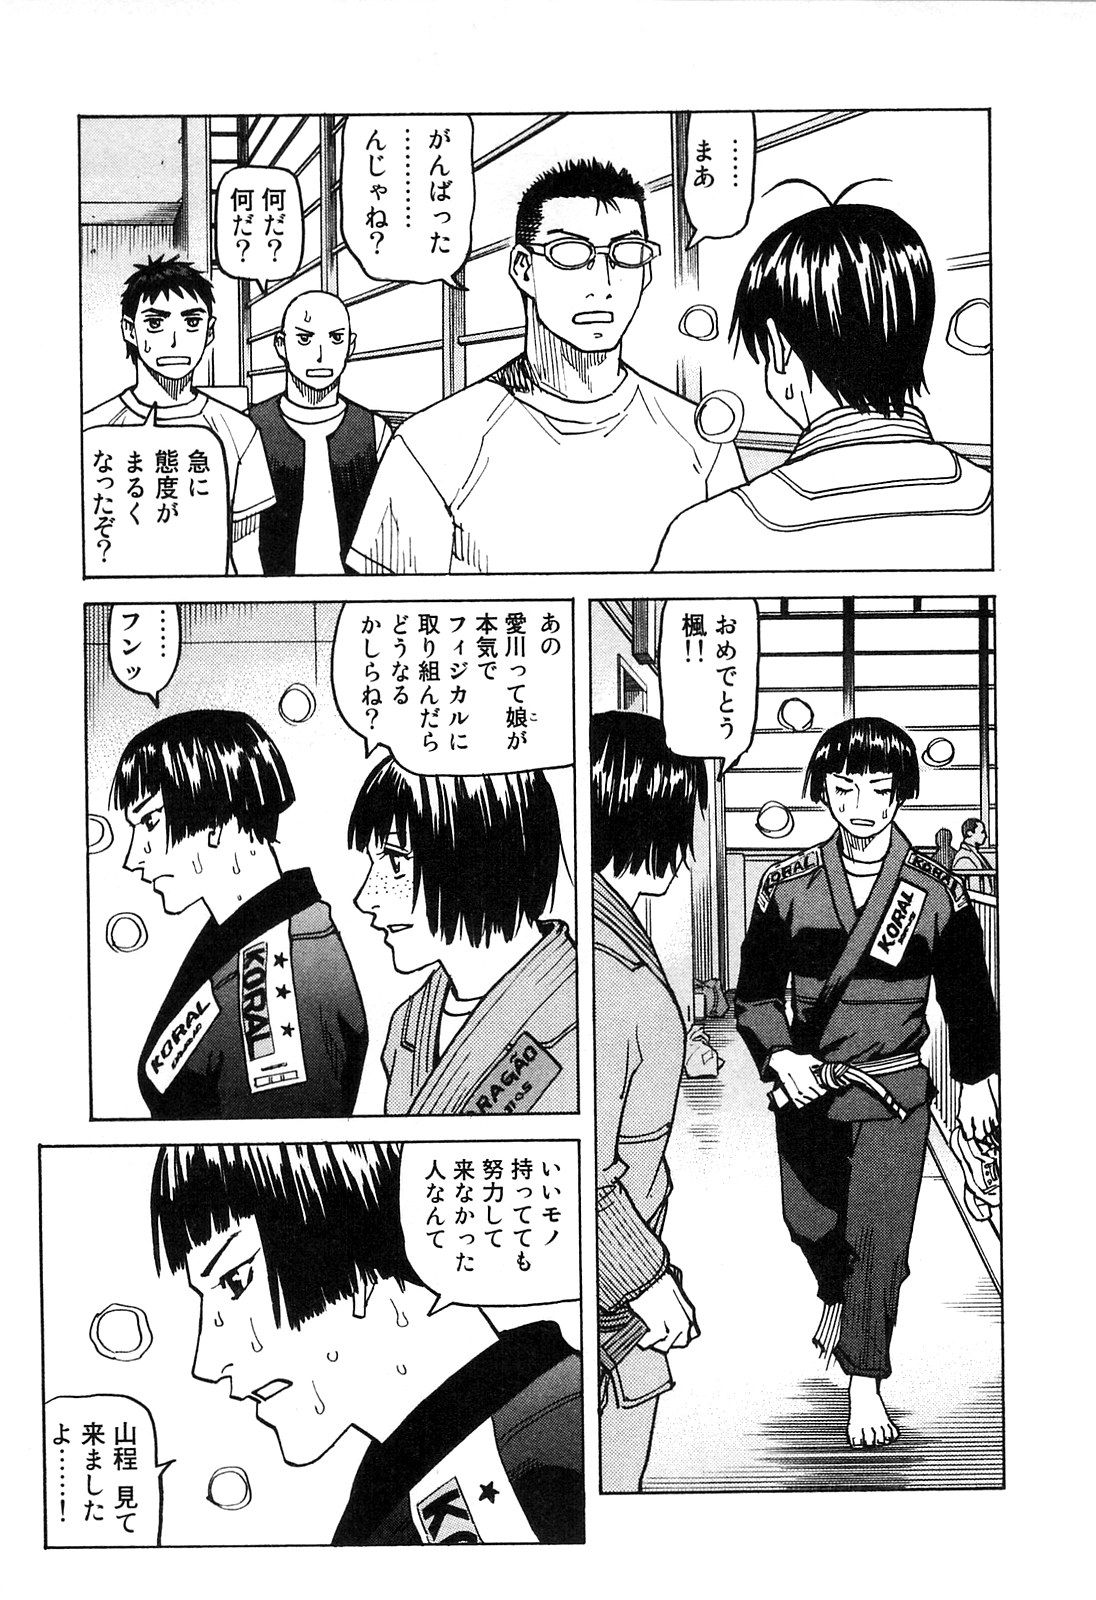 ……
まあ
がんばった
…………
んじゃね?
何だ?
何だ?
急に
態度が
まるく
なったぞ?
おめでとう
楓!!
KORAL
KORAL
KORAL
あの
愛川って娘が
こ
本気で
フィジカルに
取り組んだら
どうなる
かしらね?
……
フンッ
KORAL
KORAL
RAGÃO
いいモノ
持ってても
努力して
来なかった
人なんて
山程 見て
来ました
よ……!
KORAL